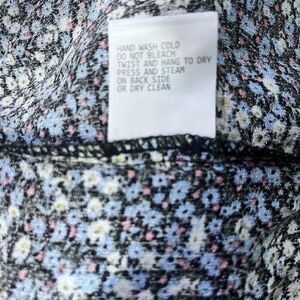 HAND WASH COLD
DO NOT BLEACH
TWIST AND HANG TO DRY
PRESS AND STEAM
ON BACK SIDE
OR DRY CLEAN